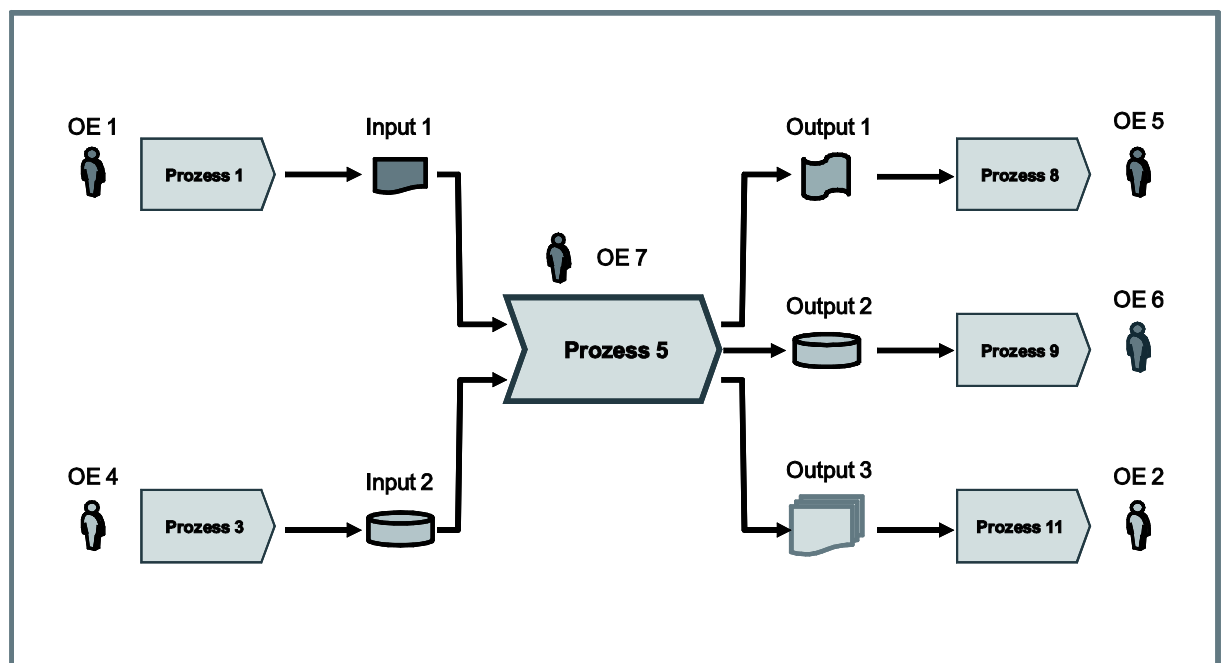 OE 1
Input 1
Output 1
OE 5
Prozess 1
Prozess 8
OE 7
Output 2
OE 6
Prozess 5
Prozess 9
OE 4
Input 2
Output 3
OE 2
Prozess 3
Prozess 11